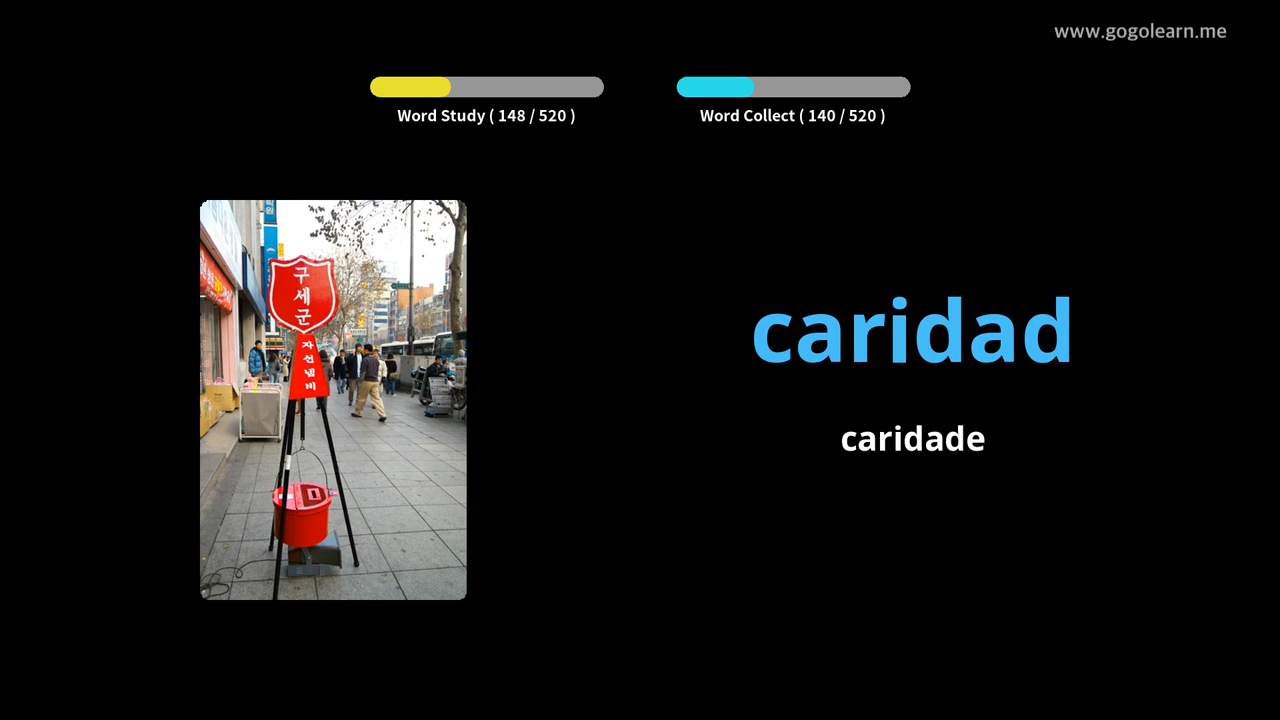 www.gogolearn.me
Word Study ( 148 / 520 )
Word Collect ( 140 / 520 )
구
세
군
자
선
냄
비
caridad
caridade